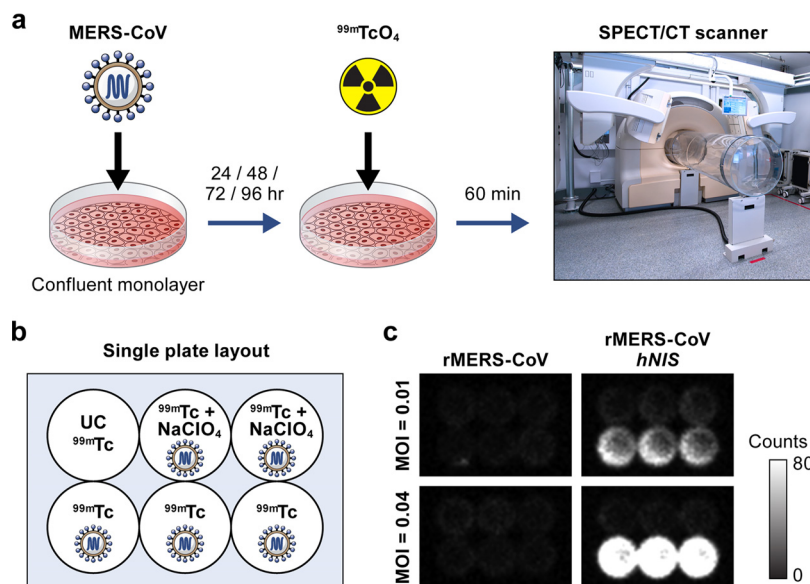 a
MERS-CoV
99mTcO4
SPECT/CT scanner
24 / 48 /
72 / 96 hr
60 min
Confluent monolayer
b
Single plate layout
UC
99mTc
99mTc +
NaClO4
99mTc +
NaClO4
99mTc
99mTc
99mTc
c
rMERS-CoV
rMERS-CoV
hNIS
MOI = 0.01
MOI = 0.04
Counts
80
0